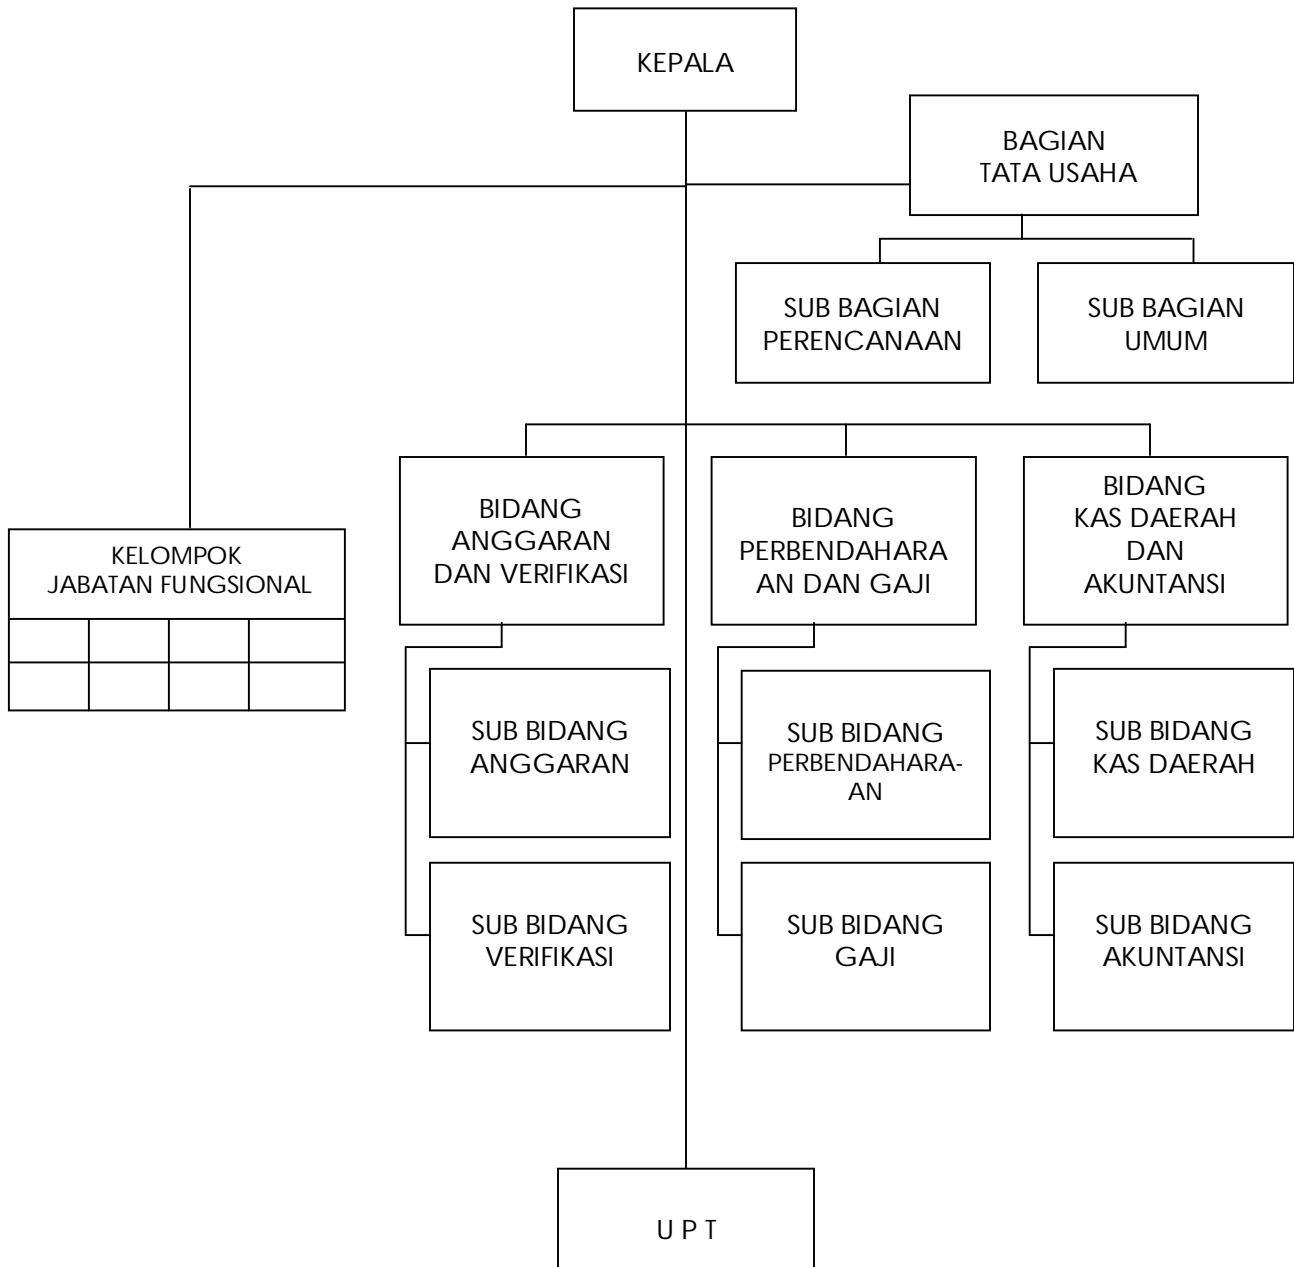 KEPALA
BAGIAN
TATA USAHA
SUB BAGIAN
PERENCANAAN
SUB BAGIAN
UMUM
KELOMPOK
JABATAN FUNGSIONAL
BIDANG
ANGGARAN
DAN VERIFIKASI
BIDANG
PERBENDAHARA
AN DAN GAJI
BIDANG
KAS DAERAH
DAN
AKUNTANSI
SUB BIDANG
ANGGARAN
SUB BIDANG
PERBENDAHARA-
AN
SUB BIDANG
KAS DAERAH
SUB BIDANG
VERIFIKASI
SUB BIDANG
GAJI
SUB BIDANG
AKUNTANSI
U P T